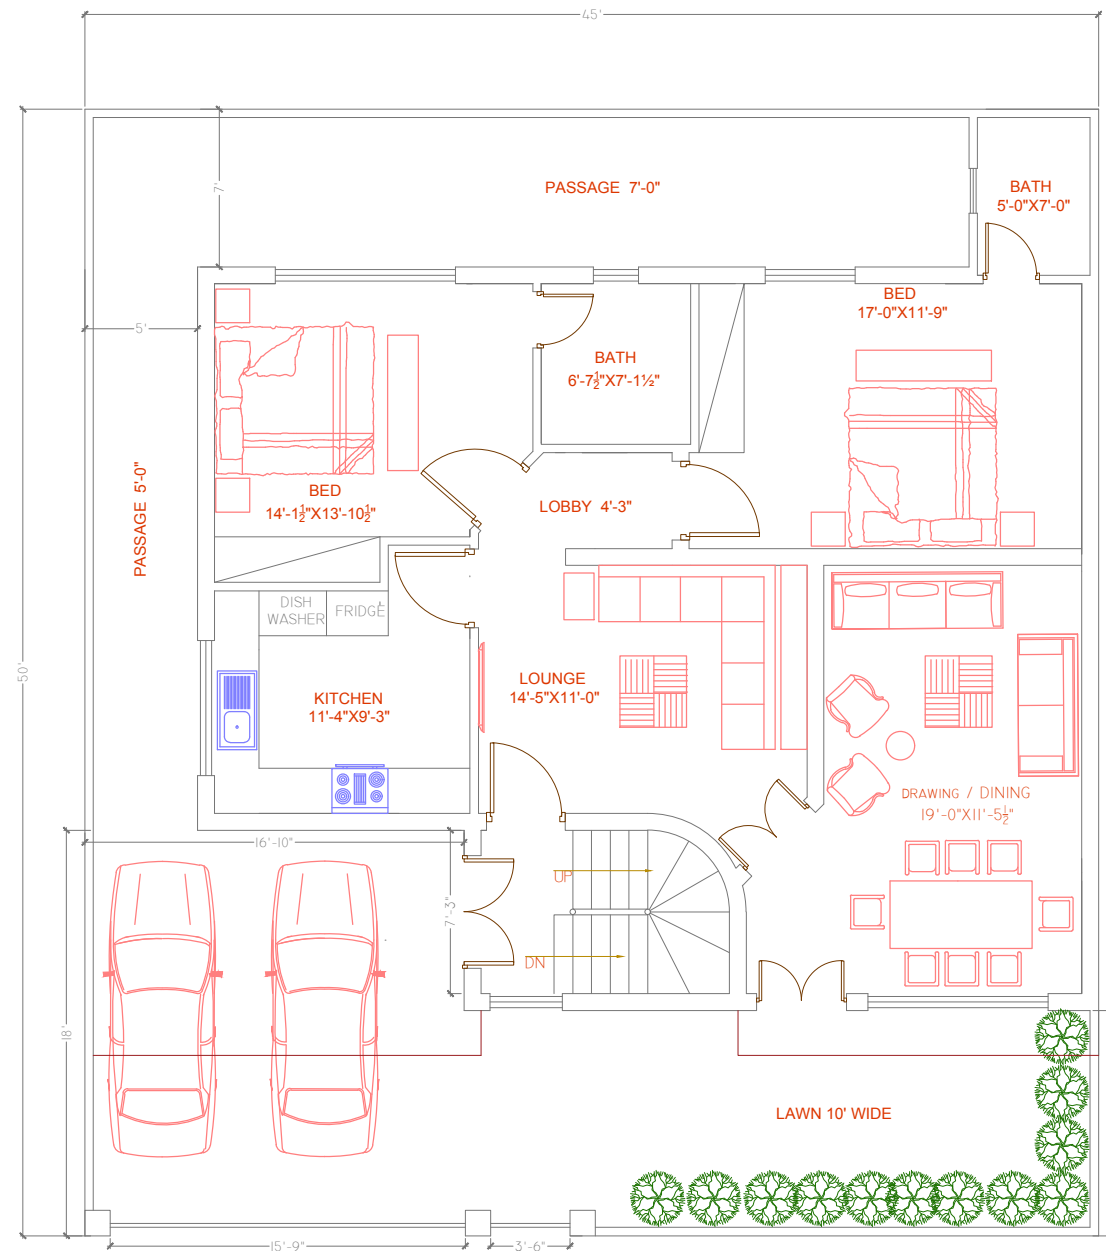 45'
7'
PASSAGE 7'-0"
BATH
5'-0"X7'-0"
5'
BED
17'-0"X11'-9"
BATH
6'-7½"X7'-1½"
PASSAGE 5'-0"
BED
14'-1½"X13'-10½"
LOBBY 4'-3"
50'
DISH
WASHER
FRIDGE
KITCHEN
11'-4"X9'-3"
LOUNGE
14'-5"X11'-0"
DRAWING / DINING
19'-0"X11'-5½"
16'-10"
7'-3"
UP
DN
18'
LAWN 10' WIDE
15'-9"
3'-6"